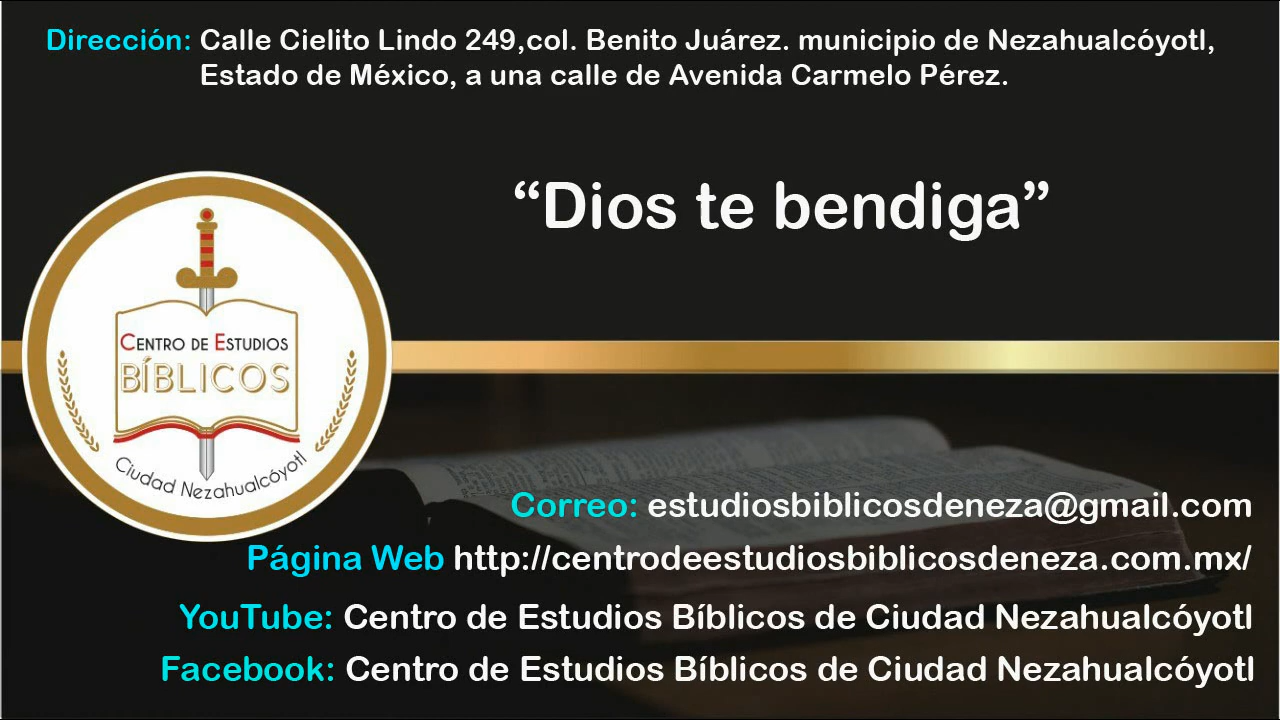 Dirección: Calle Cielito Lindo 249,col. Benito Juárez. municipio de Nezahualcóyotl,
Estado de México, a una calle de Avenida Carmelo Pérez.
“Dios te bendiga”
CENTRO DE ESTUDIOS
BÍBLICOS
Ciudad Nezahualcóyotl
Correo: estudiosbiblicosdeneza@gmail.com
Página Web http://centrodeestudiosbiblicosdeneza.com.mx/
YouTube: Centro de Estudios Bíblicos de Ciudad Nezahualcóyotl
Facebook: Centro de Estudios Bíblicos de Ciudad Nezahualcóyotl